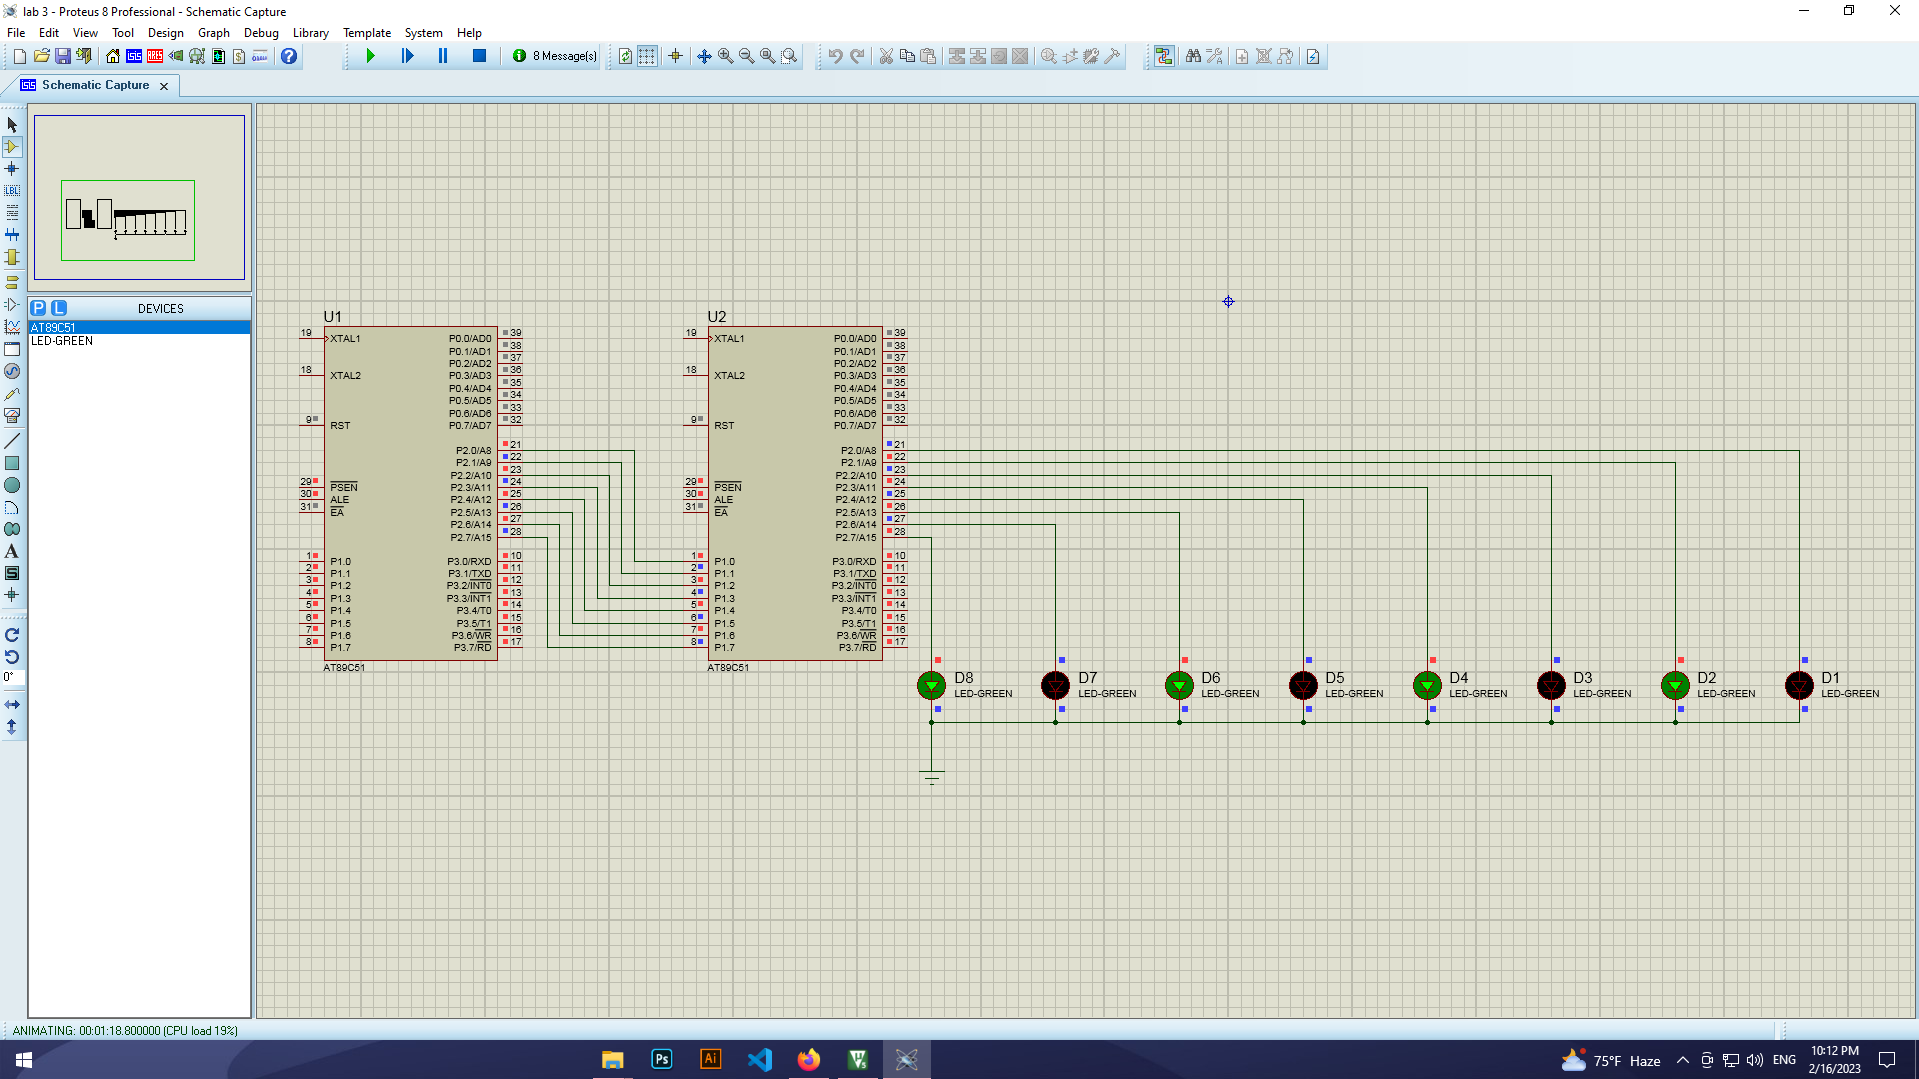 lab 3 - Proteus 8 Professional - Schematic Capture
File Edit View Tool Design Graph Debug Library Template System Help
8 Message(s)
Schematic Capture
P L DEVICES
AT89C51
LED-GREEN
LBL
A
S
0°
U1
19 XTAL1
18 XTAL2
9 RST
29 PSEN
30 ALE
31 EA
1 P1.0
2 P1.1
3 P1.2
4 P1.3
5 P1.4
6 P1.5
7 P1.6
8 P1.7
P0.0/AD0 39
P0.1/AD1 38
P0.2/AD2 37
P0.3/AD3 36
P0.4/AD4 35
P0.5/AD5 34
P0.6/AD6 33
P0.7/AD7 32
P2.0/A8 21
P2.1/A9 22
P2.2/A10 23
P2.3/A11 24
P2.4/A12 25
P2.5/A13 26
P2.6/A14 27
P2.7/A15 28
P3.0/RXD 10
P3.1/TXD 11
P3.2/INT0 12
P3.3/INT1 13
P3.4/T0 14
P3.5/T1 15
P3.6/WR 16
P3.7/RD 17
AT89C51
U2
19 XTAL1
18 XTAL2
9 RST
29 PSEN
30 ALE
31 EA
1 P1.0
2 P1.1
3 P1.2
4 P1.3
5 P1.4
6 P1.5
7 P1.6
8 P1.7
P0.0/AD0 39
P0.1/AD1 38
P0.2/AD2 37
P0.3/AD3 36
P0.4/AD4 35
P0.5/AD5 34
P0.6/AD6 33
P0.7/AD7 32
P2.0/A8 21
P2.1/A9 22
P2.2/A10 23
P2.3/A11 24
P2.4/A12 25
P2.5/A13 26
P2.6/A14 27
P2.7/A15 28
P3.0/RXD 10
P3.1/TXD 11
P3.2/INT0 12
P3.3/INT1 13
P3.4/T0 14
P3.5/T1 15
P3.6/WR 16
P3.7/RD 17
AT89C51
D8
LED-GREEN
D7
LED-GREEN
D6
LED-GREEN
D5
LED-GREEN
D4
LED-GREEN
D3
LED-GREEN
D2
LED-GREEN
D1
LED-GREEN
ANIMATING: 00:01:18.800000 (CPU load 19%)
Ps Ai
75°F Haze
ENG
10:12 PM
2/16/2023